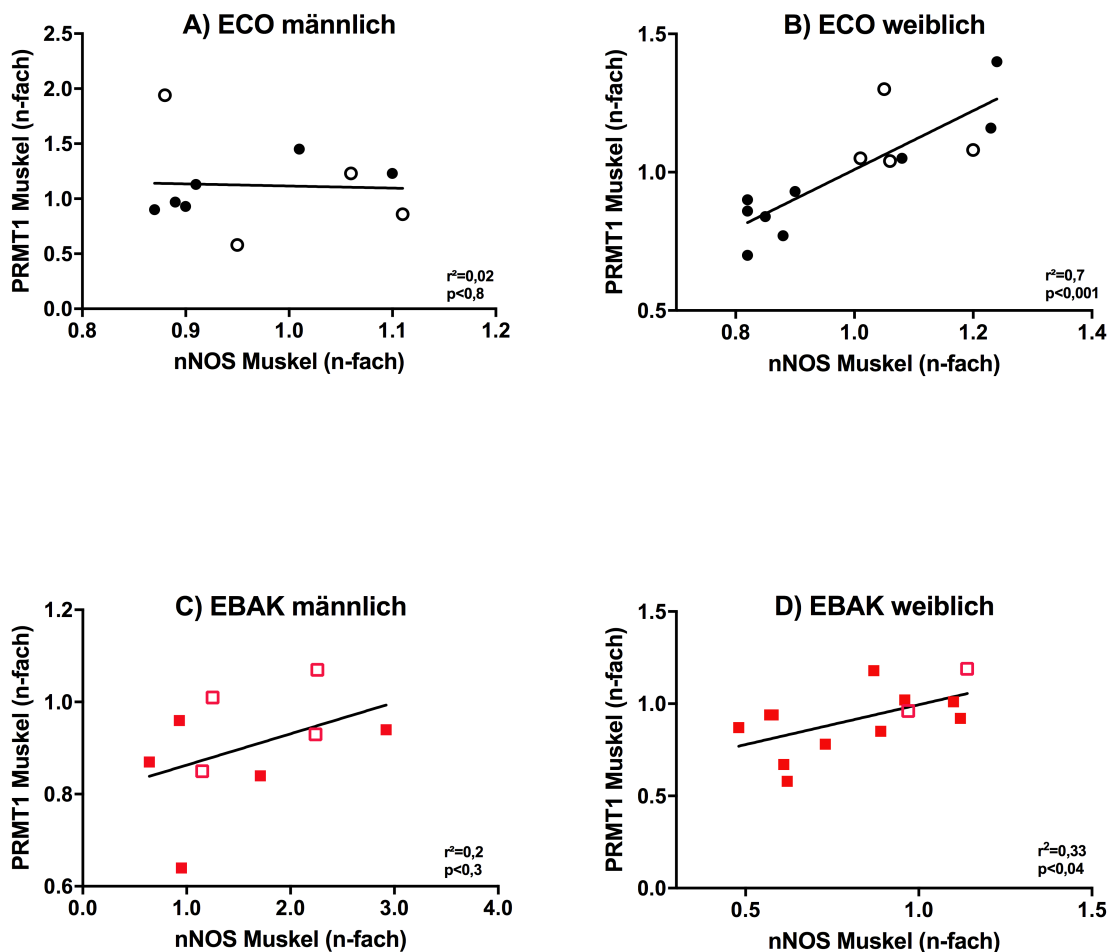 A) ECO männlich
PRMT1 Muskel (n-fach)
2.5
2.0
1.5
1.0
0.5
0.0
0.8
0.9
1.0
1.1
1.2
nNOS Muskel (n-fach)
r²=0,02
p<0,8
B) ECO weiblich
PRMT1 Muskel (n-fach)
1.5
1.0
0.5
0.8
1.0
1.2
1.4
nNOS Muskel (n-fach)
r²=0,7
p<0,001
C) EBAK männlich
PRMT1 Muskel (n-fach)
1.2
1.0
0.8
0.6
0.0
1.0
2.0
3.0
4.0
nNOS Muskel (n-fach)
r²=0,2
p<0,3
D) EBAK weiblich
PRMT1 Muskel (n-fach)
1.5
1.0
0.5
0.0
0.5
1.0
1.5
nNOS Muskel (n-fach)
r²=0,33
p<0,04